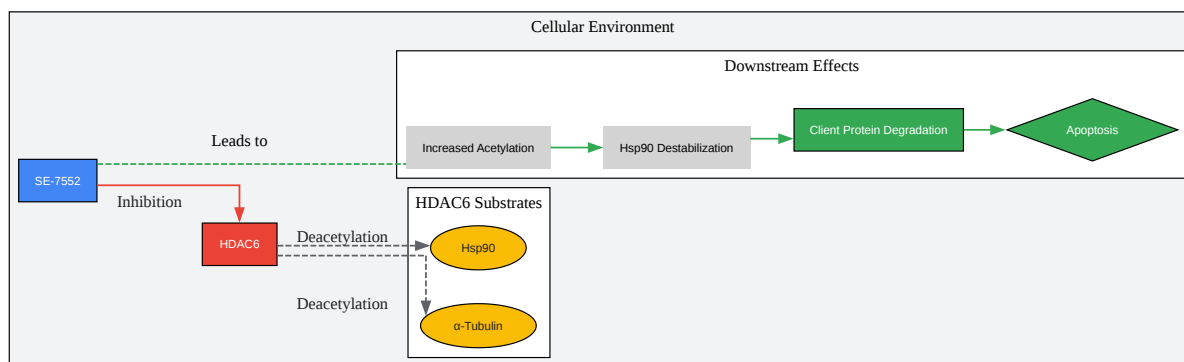 Cellular Environment
Downstream Effects
Client Protein Degradation
Apoptosis
Leads to
Increased Acetylation
Hsp90 Destabilization
SE-7552
Inhibition
HDAC6 Substrates
HDAC6
Deacetylation
Hsp90
Deacetylation
α-Tubulin